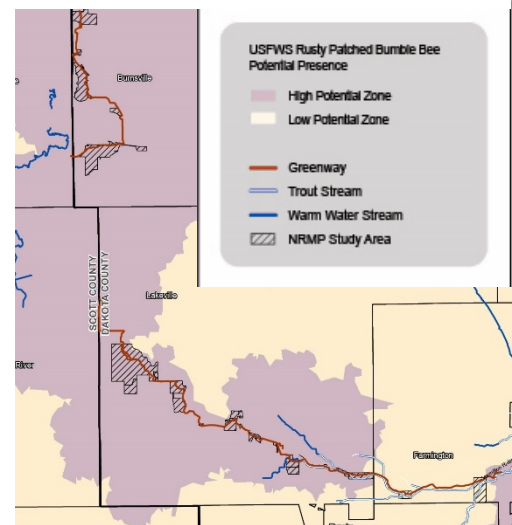 Burnsville
USFWS Rusty Patched Bumble Bee
Potential Presence
High Potential Zone
Low Potential Zone
Greenway
Trout Stream
Warm Water Stream
NRMP Study Area
SCOTT COUNTY
DAKOTA COUNTY
Lakeville
River
Farmington